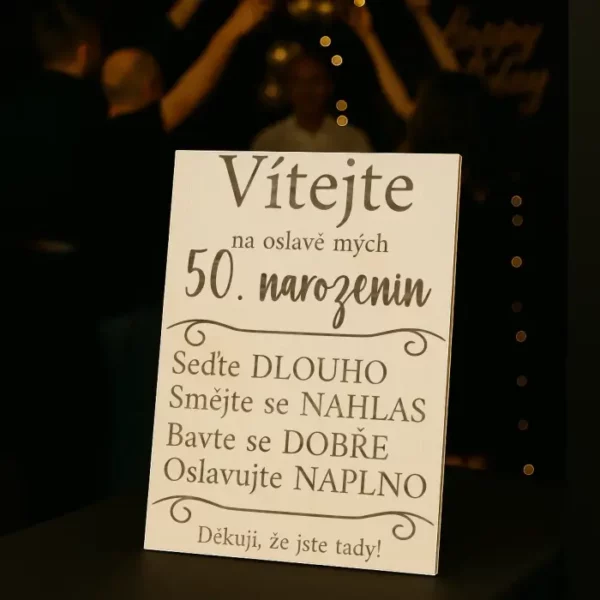 Happy
Vítejte
na oslavě mých
50. narozenin
Seďte DLOUHO
Smějte se NAHLAS
Bavte se DOBŘE
Oslavujte NAPLNO
Děkuji, že jste tady!